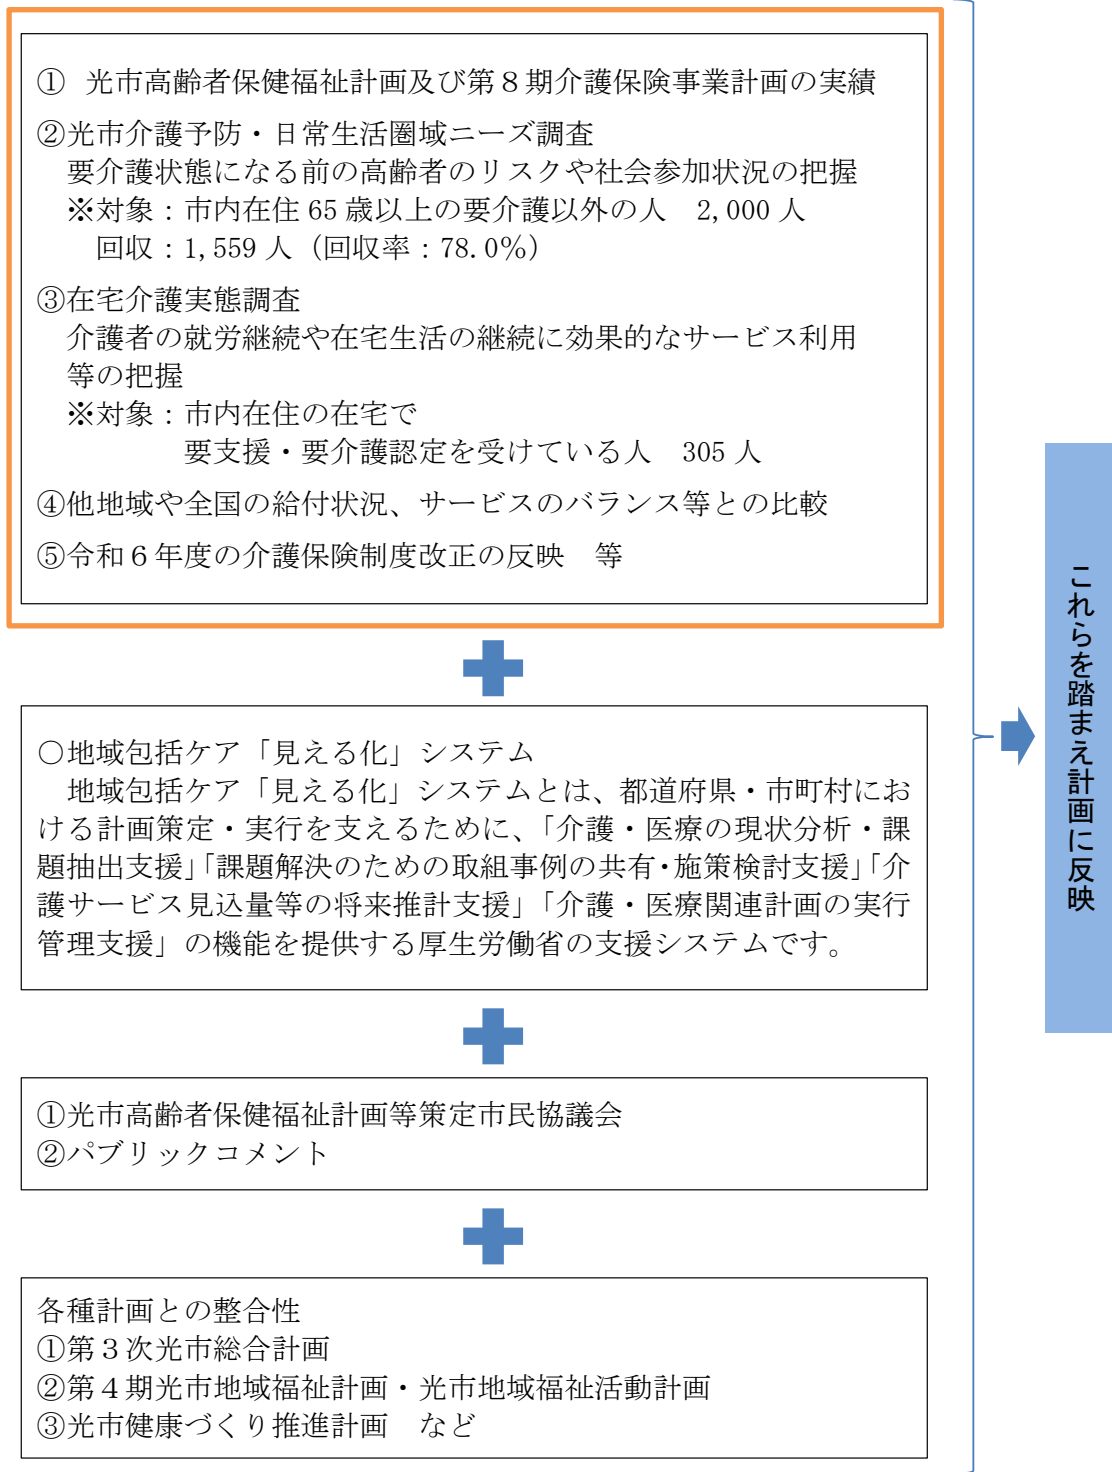 ① 光市高齢者保健福祉計画及び第８期介護保険事業計画の実績
②光市介護予防・日常生活圏域ニーズ調査
要介護状態になる前の高齢者のリスクや社会参加状況の把握
※対象：市内在住 65 歳以上の要介護以外の人　2,000 人
回収：1,559 人（回収率：78.0％）
③在宅介護実態調査
介護者の就労継続や在宅生活の継続に効果的なサービス利用
等の把握
※対象：市内在住の在宅で
要支援・要介護認定を受けている人　305 人
④他地域や全国の給付状況、サービスのバランス等との比較
⑤令和６年度の介護保険制度改正の反映　等
〇地域包括ケア「見える化」システム
地域包括ケア「見える化」システムとは、都道府県・市町村にお
ける計画策定・実行を支えるために、「介護・医療の現状分析・課
題抽出支援」「課題解決のための取組事例の共有・施策検討支援」「介
護サービス見込量等の将来推計支援」「介護・医療関連計画の実行
管理支援」の機能を提供する厚生労働省の支援システムです。
①光市高齢者保健福祉計画等策定市民協議会
②パブリックコメント
各種計画との整合性
①第３次光市総合計画
②第４期光市地域福祉計画・光市地域福祉活動計画
③光市健康づくり推進計画　など
これらを踏まえ計画に反映